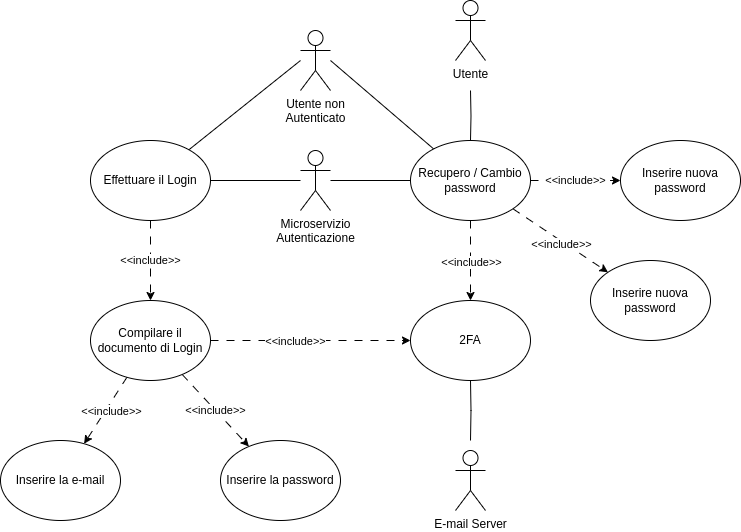 Utente
Utente non
Autenticato
Effettuare il Login
Microservizio
Autenticazione
Recupero / Cambio
password
<<include>>
Inserire nuova
password
<<include>>
<<include>>
<<include>>
Inserire nuova
password
Compilare il
documento di Login
<<include>>
2FA
<<include>>
<<include>>
Inserire la e-mail
Inserire la password
E-mail Server